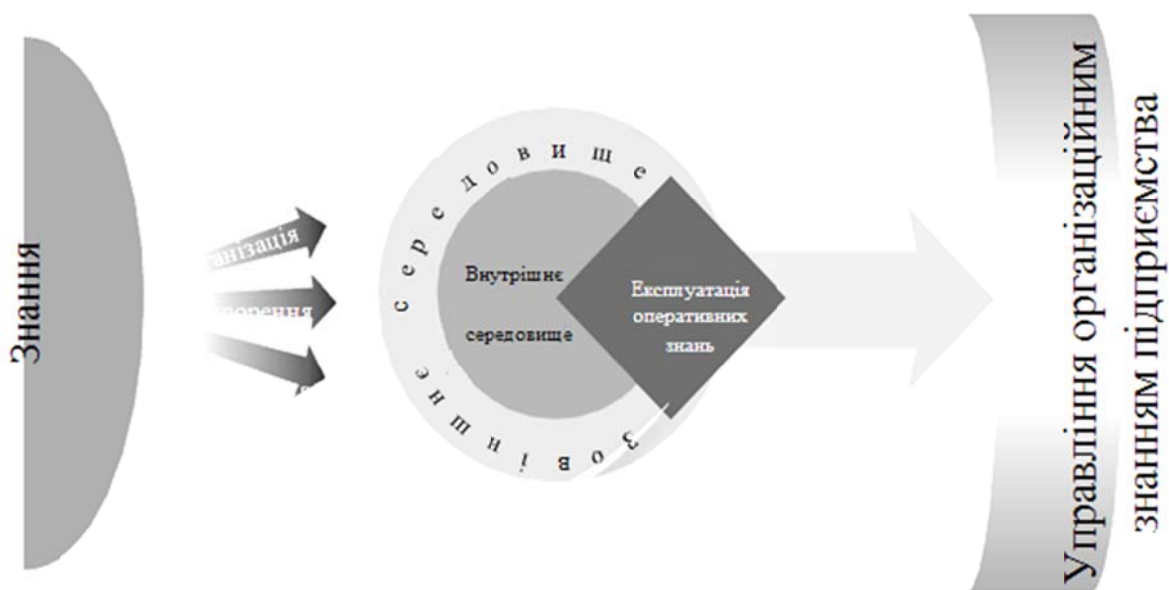 Знання
Зовнішнє середовище
Внутрішнє
середовище
Експлуатація
оперативних
знань
Управління організаційним
знанням підприємства